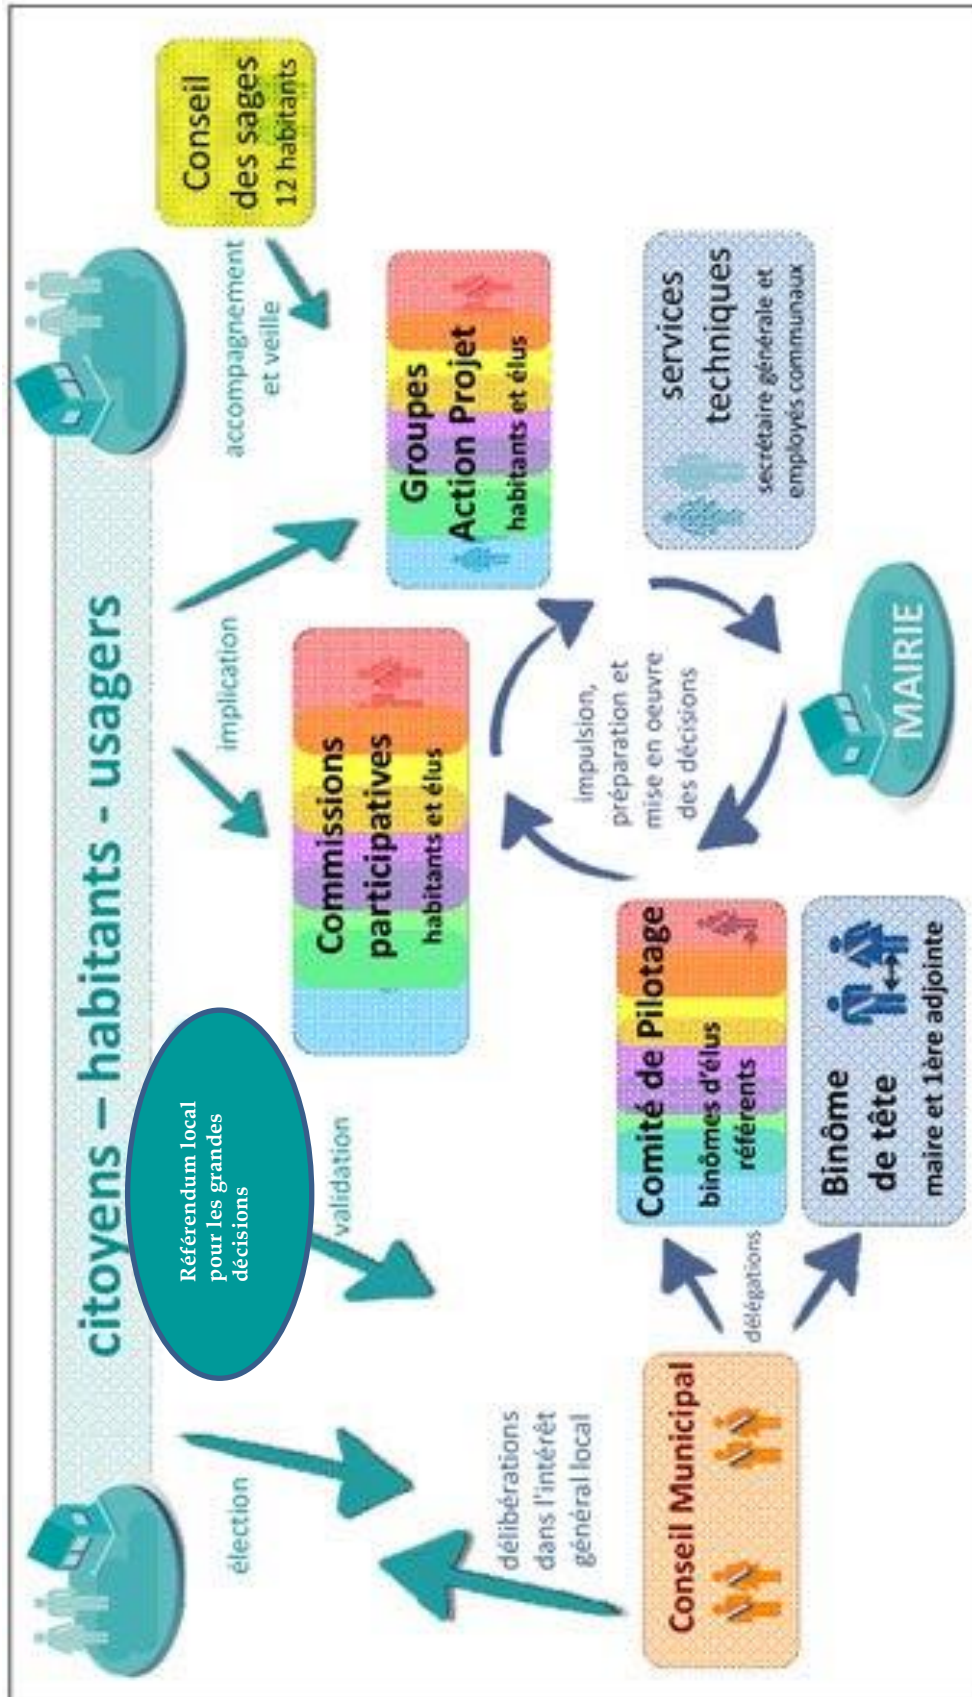 citoyens – habitants - usagers
élection
Référendum local
pour les grandes
décisions
validation
implication
accompagnement
et veille
Conseil
des sages
12 habitants
Commissions
participatives
habitants et élus
Groupes
Action Projet
habitants et élus
délibérations
dans l'intérêt
général local
impulsion,
préparation et
mise en oeuvre
des décisions
Conseil Municipal
délégations
Comité de Pilotage
binômes d'élus
référents
Binôme
de tête
maire et 1ère adjointe
services
techniques
secrétaire générale et
employés communaux
MAIRIE